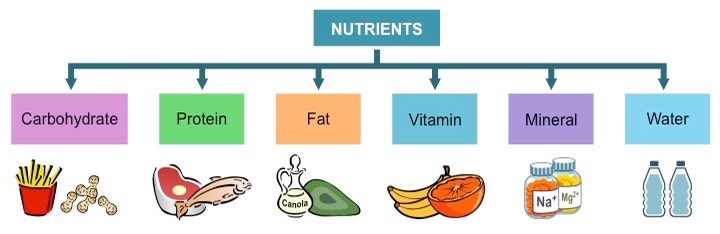 NUTRIENTS
Carbohydrate
Protein
Fat
Vitamin
Mineral
Water
Canola
Na+
Mg2+